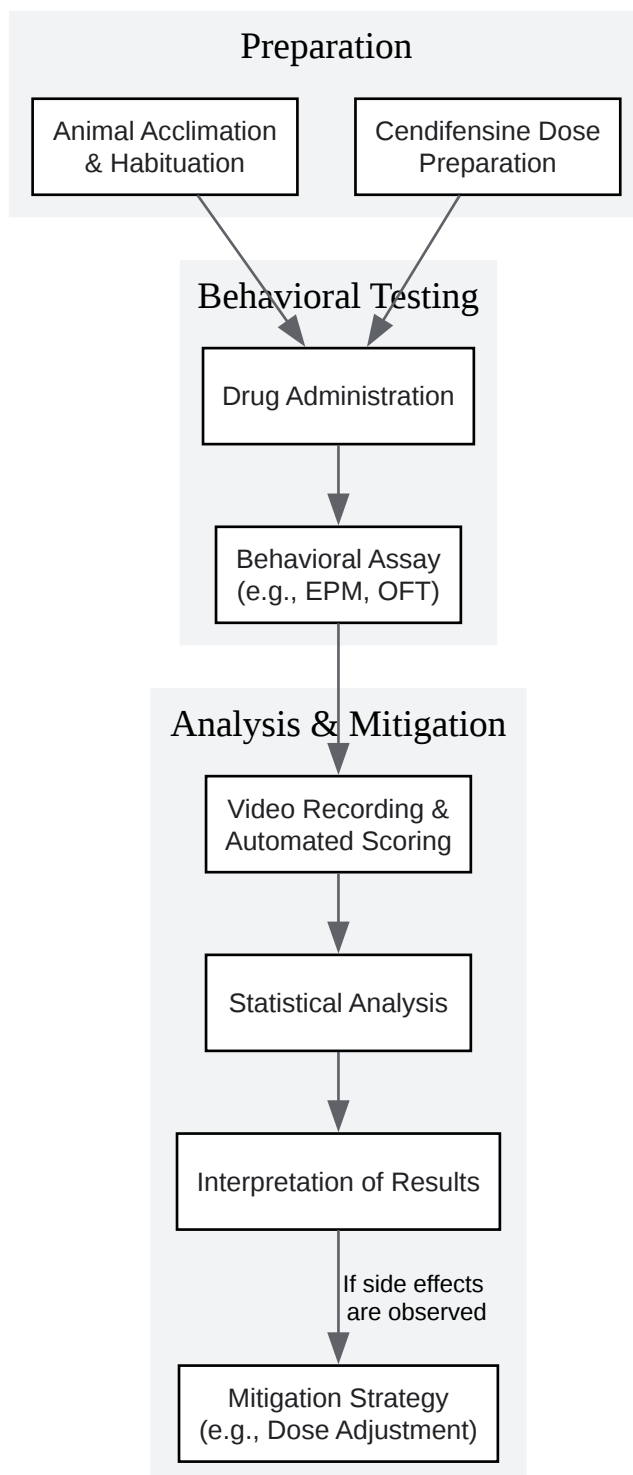 Preparation
Animal Acclimation
& Habituation
Cendifensine Dose
Preparation
Behavioral Testing
Drug Administration
Behavioral Assay
(e.g., EPM, OFT)
Analysis & Mitigation
Video Recording &
Automated Scoring
Statistical Analysis
Interpretation of Results
If side effects
are observed
Mitigation Strategy
(e.g., Dose Adjustment)